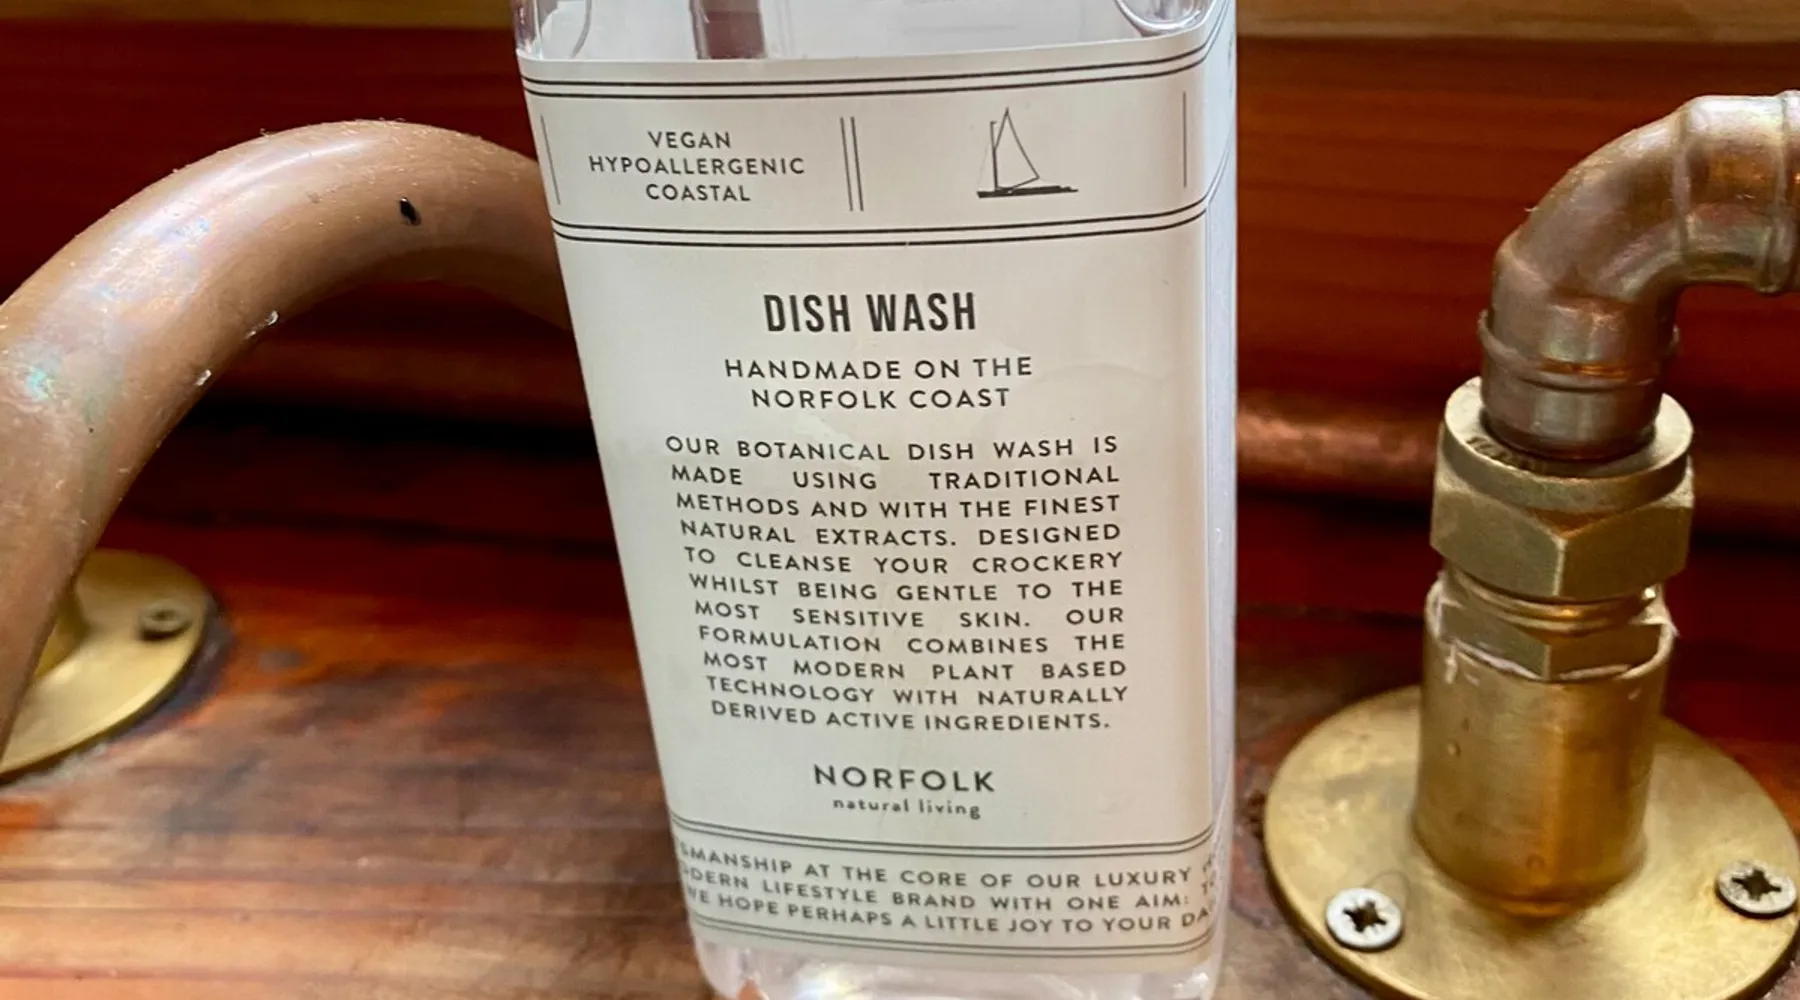 VEGAN
HYPOALLERGENIC
COASTAL
DISH WASH
HANDMADE ON THE
NORFOLK COAST
OUR BOTANICAL DISH WASH IS
MADE USING TRADITIONAL
METHODS AND WITH THE FINEST
NATURAL EXTRACTS. DESIGNED
TO CLEANSE YOUR CROCKERY
WHILST BEING GENTLE TO THE
MOST SENSITIVE SKIN. OUR
FORMULATION COMBINES THE
MOST MODERN PLANT BASED
TECHNOLOGY WITH NATURALLY
DERIVED ACTIVE INGREDIENTS.
NORFOLK
natural living
SMANSHIP AT THE CORE OF OUR LUXURY
DERN LIFESTYLE BRAND WITH ONE AIM: TO
WE HOPE PERHAPS A LITTLE JOY TO YOUR DA